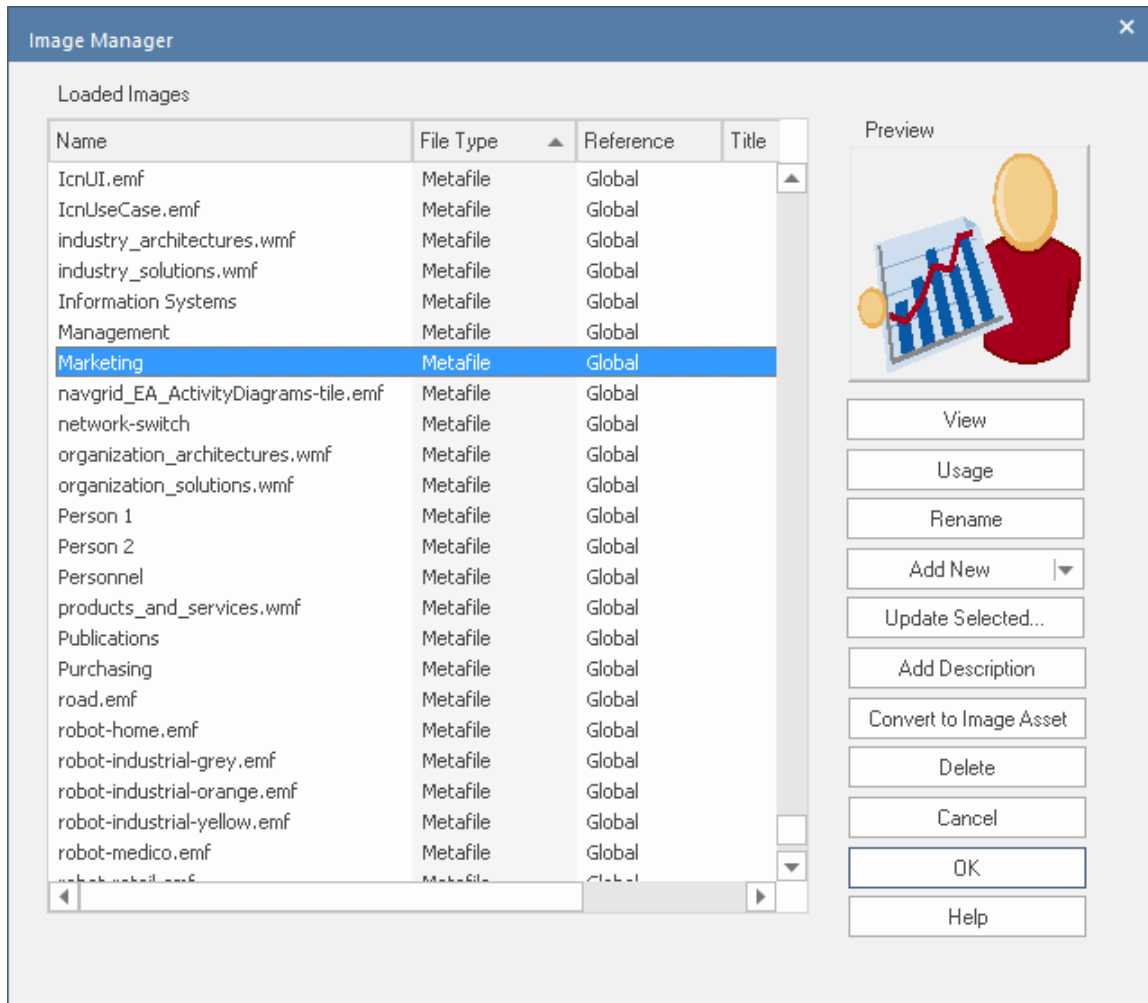 Image Manager
Loaded Images
Name File Type Reference Title
IcnUI.emf Metafile Global
IcnUseCase.emf Metafile Global
industry_architectures.wmf Metafile Global
industry_solutions.wmf Metafile Global
Information Systems Metafile Global
Management Metafile Global
Marketing Metafile Global
navgrid_EA_ActivityDiagrams-tile.emf Metafile Global
network-switch Metafile Global
organization_architectures.wmf Metafile Global
organization_solutions.wmf Metafile Global
Person 1 Metafile Global
Person 2 Metafile Global
Personnel Metafile Global
products_and_services.wmf Metafile Global
Publications Metafile Global
Purchasing Metafile Global
road.emf Metafile Global
robot-home.emf Metafile Global
robot-industrial-grey.emf Metafile Global
robot-industrial-orange.emf Metafile Global
robot-industrial-yellow.emf Metafile Global
robot-medico.emf Metafile Global
Preview
View
Usage
Rename
Add New
Update Selected...
Add Description
Convert to Image Asset
Delete
Cancel
OK
Help